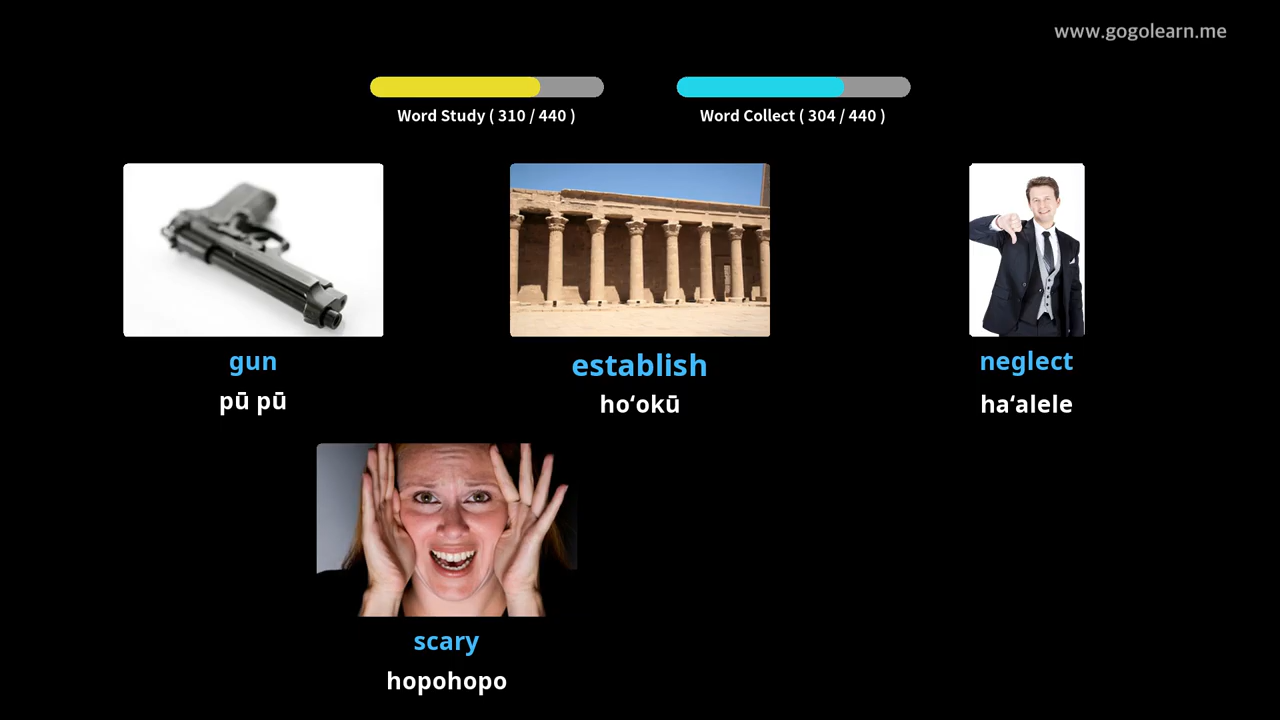 www.gogolearn.me
Word Study ( 310 / 440 )
Word Collect ( 304 / 440 )
gun
pū pū
establish
hoʻokū
neglect
haʻalele
scary
hopohopo